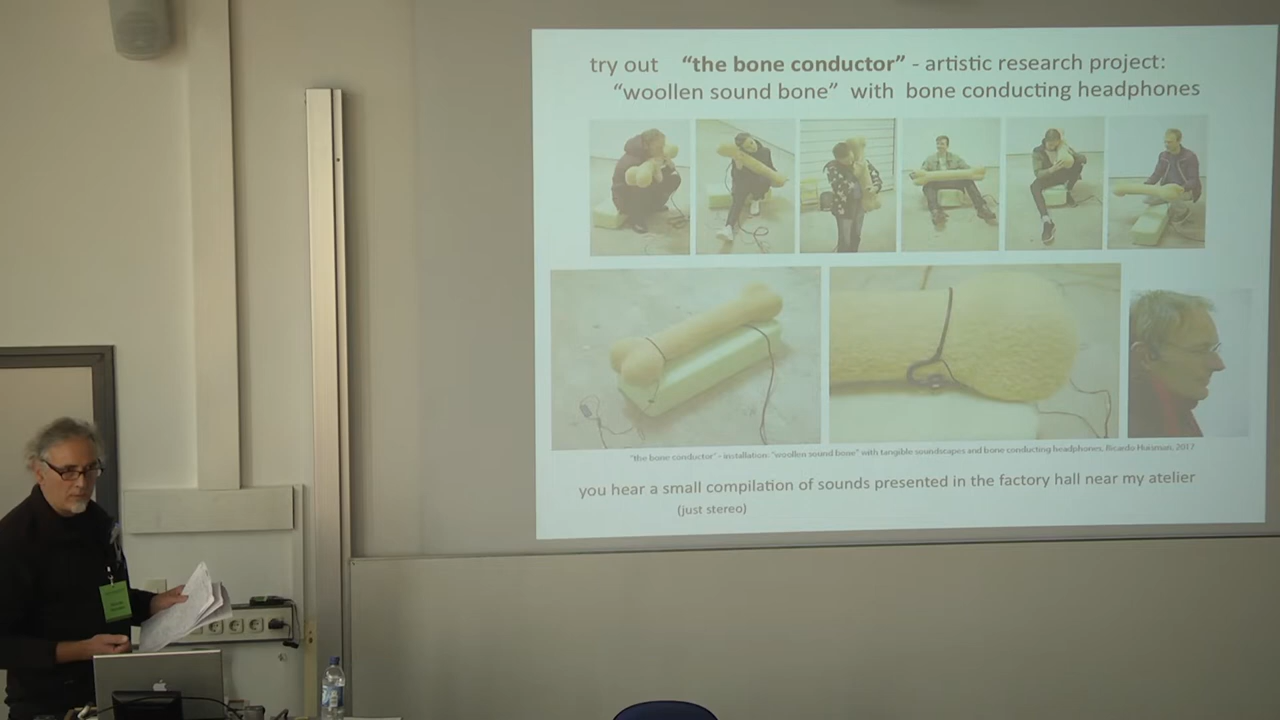 try out “the bone conductor” - artistic research project:
“woollen sound bone” with bone conducting headphones
“the bone conductor” - installation: “woollen sound bone” with tangible soundscapes and bone conducting headphones. Ricardo Huisman, 2017
you hear a small compilation of sounds presented in the factory hall near my atelier
(just stereo)